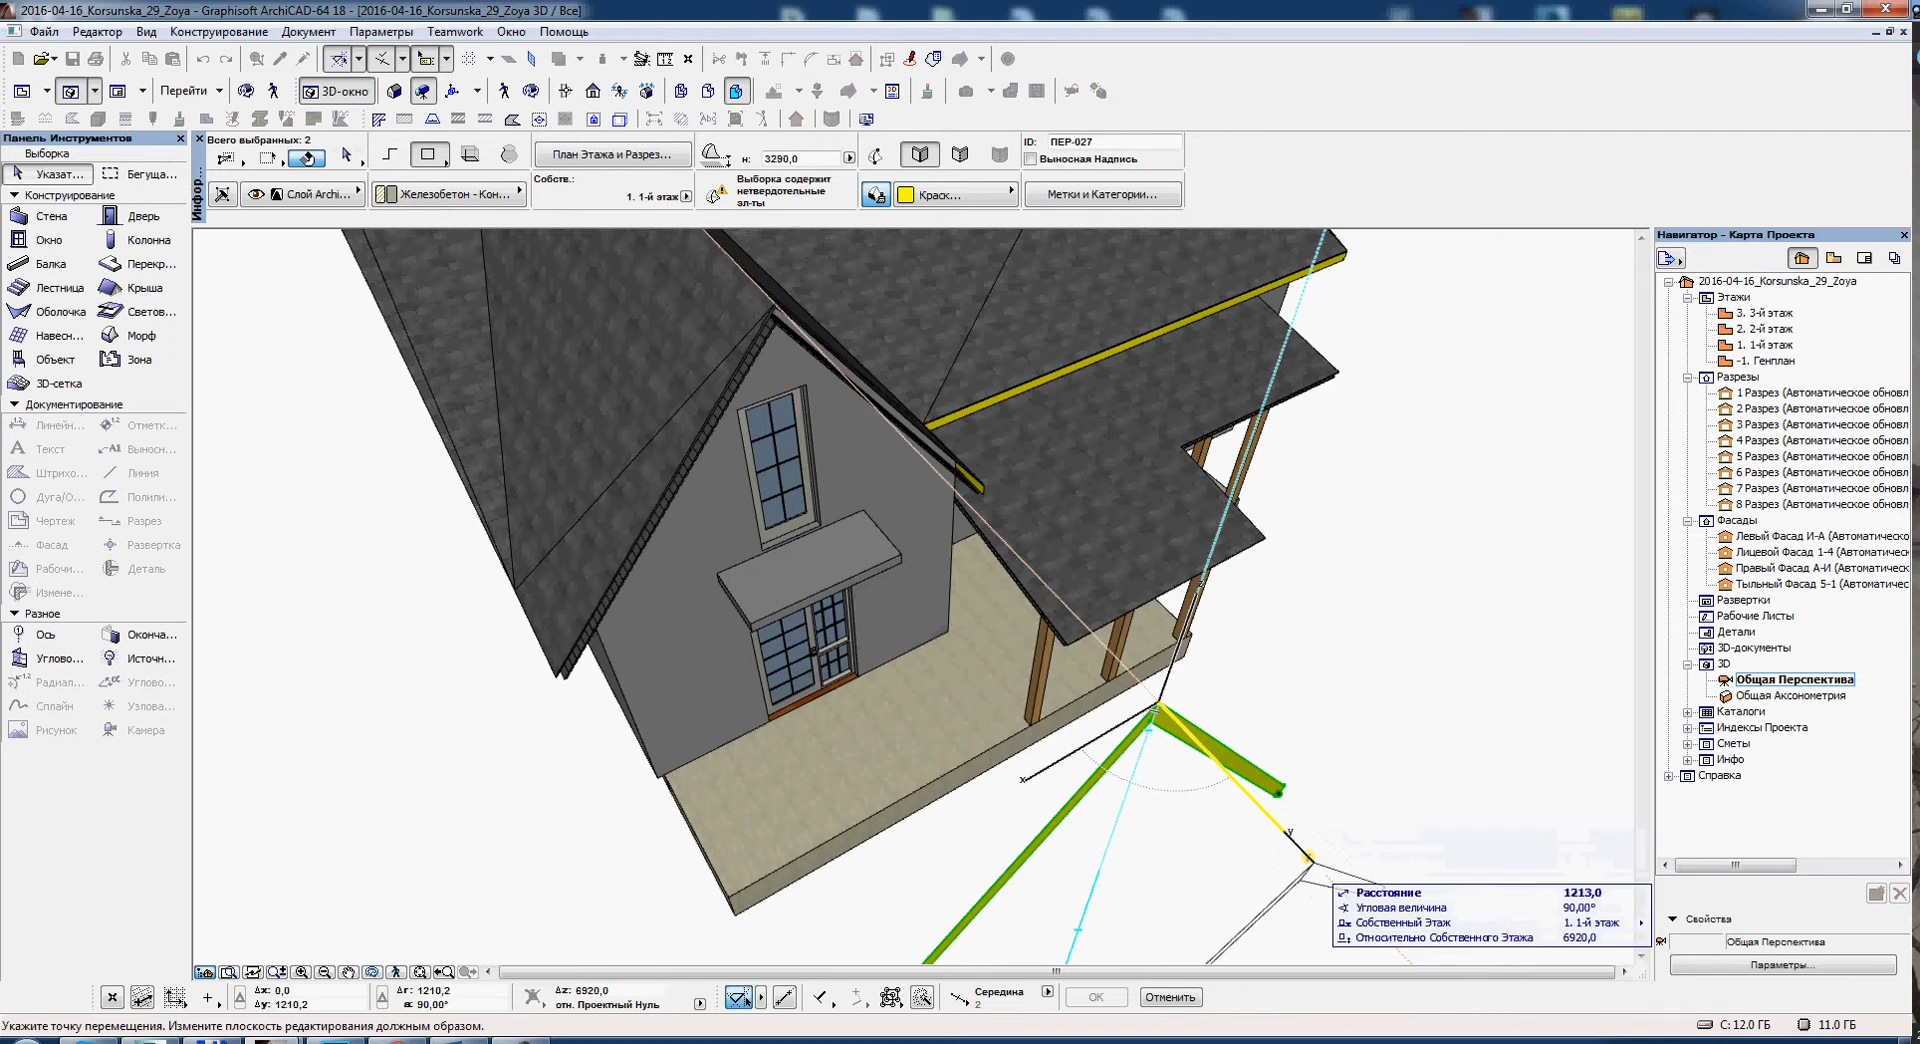 2016-04-16_Korsunska_29_Zoya - Graphisoft ArchiCAD-64 18 - [2016-04-16_Korsunska_29_Zoya 3D / Все]
Файл Редактор Вид Конструирование Документ Параметры Teamwork Окно Помощь
Перейти 3D-окно
Панель Инструментов
Выборка
Указат... Бегуща...
Конструирование
Стена Дверь
Окно Колонна
Балка Перекр...
Лестница Крыша
Оболочка Светов...
Навесн... Морф
Объект Зона
3D-сетка
Документирование
Линейн... Отметк...
Текст Выносн...
Штрихо... Линия
Дуга/О... Полили...
Чертеж Разрез
Фасад Развертка
Рабочи... Деталь
Измене...
Разное
Ось Оконча...
Углово... Источн...
Радиал... Углово...
Сплайн Узлова...
Рисунок Камера
Инфор...
Всего выбранных: 2
Слой Archi...
Железобетон - Кон...
План Этажа и Разрез...
Собств.:
1. 1-й этаж
н: 3290,0
Выборка содержит
нетвердотельные
эл-ты
Краск...
ID: ПЕР-027
Выносная Надпись
Метки и Категории...
x
y
Расстояние 1213,0
Угловая величина 90,00°
Собственный Этаж 1. 1-й этаж
Относительно Собственного Этажа 6920,0
Навигатор - Карта Проекта
2016-04-16_Korsunska_29_Zoya
Этажи
3. 3-й этаж
2. 2-й этаж
1. 1-й этаж
-1. Генплан
Разрезы
1 Разрез (Автоматическое обновл
2 Разрез (Автоматическое обновл
3 Разрез (Автоматическое обновл
4 Разрез (Автоматическое обновл
5 Разрез (Автоматическое обновл
6 Разрез (Автоматическое обновл
7 Разрез (Автоматическое обновл
8 Разрез (Автоматическое обновл
Фасады
Левый Фасад И-А (Автоматическо
Лицевой Фасад 1-4 (Автоматическ
Правый Фасад А-И (Автоматическ
Тыльный Фасад 5-1 (Автоматичес
Развертки
Рабочие Листы
Детали
3D-документы
3D
Общая Перспектива
Общая Аксонометрия
Каталоги
Индексы Проекта
Сметы
Инфо
Справка
Свойства
Общая Перспектива
Параметры...
Δx: 0,0
Δy: 1210,2
Δr: 1210,2
a: 90,00°
Δz: 6920,0
отн. Проектный Нуль
Середина
2
OK
Отменить
Укажите точку перемещения. Измените плоскость редактирования должным образом.
C: 12.0 ГБ 11.0 ГБ